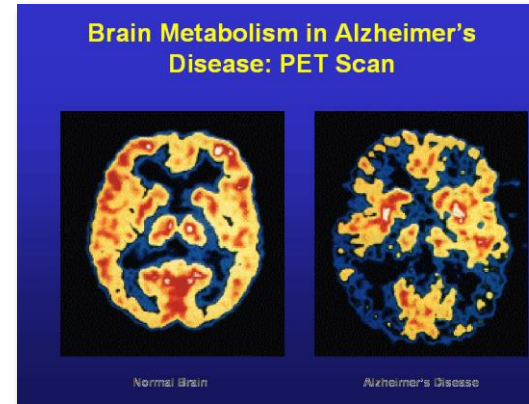 Brain Metabolism in Alzheimer's
Disease: PET Scan
Normal Brain
Alzheimer's Disease